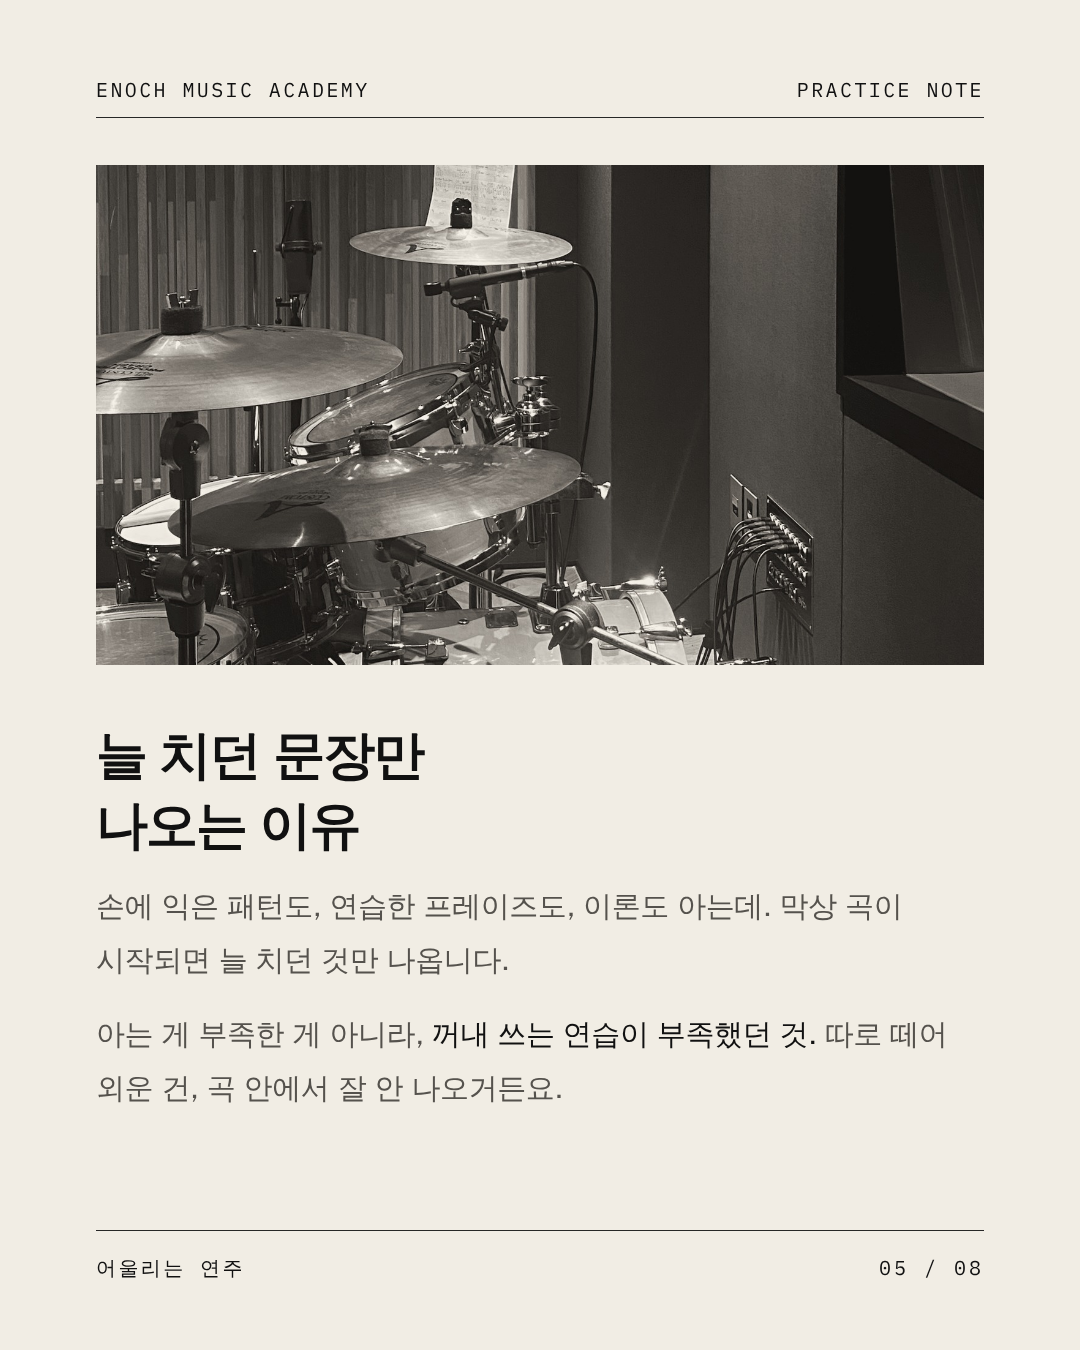 ENOCH MUSIC ACADEMY
PRACTICE NOTE
늘 치던 문장만
나오는 이유
손에 익은 패턴도, 연습한 프레이즈도, 이론도 아는데. 막상 곡이
시작되면 늘 치던 것만 나옵니다.
아는 게 부족한 게 아니라, 꺼내 쓰는 연습이 부족했던 것. 따로 떼어
외운 건, 곡 안에서 잘 안 나오거든요.
어울리는 연주
05 / 08